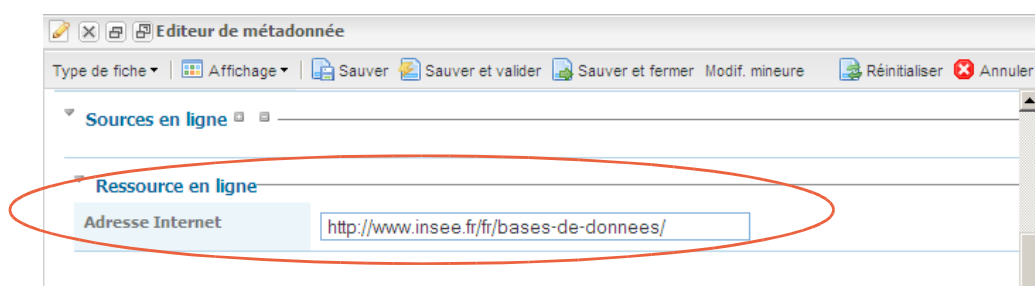 Editeur de métadonnée
Type de fiche Affichage Sauver Sauver et valider Sauver et fermer Modif. mineure Réinitialiser Annuler
Sources en ligne
Ressource en ligne
Adresse Internet http://www.insee.fr/fr/bases-de-donnees/